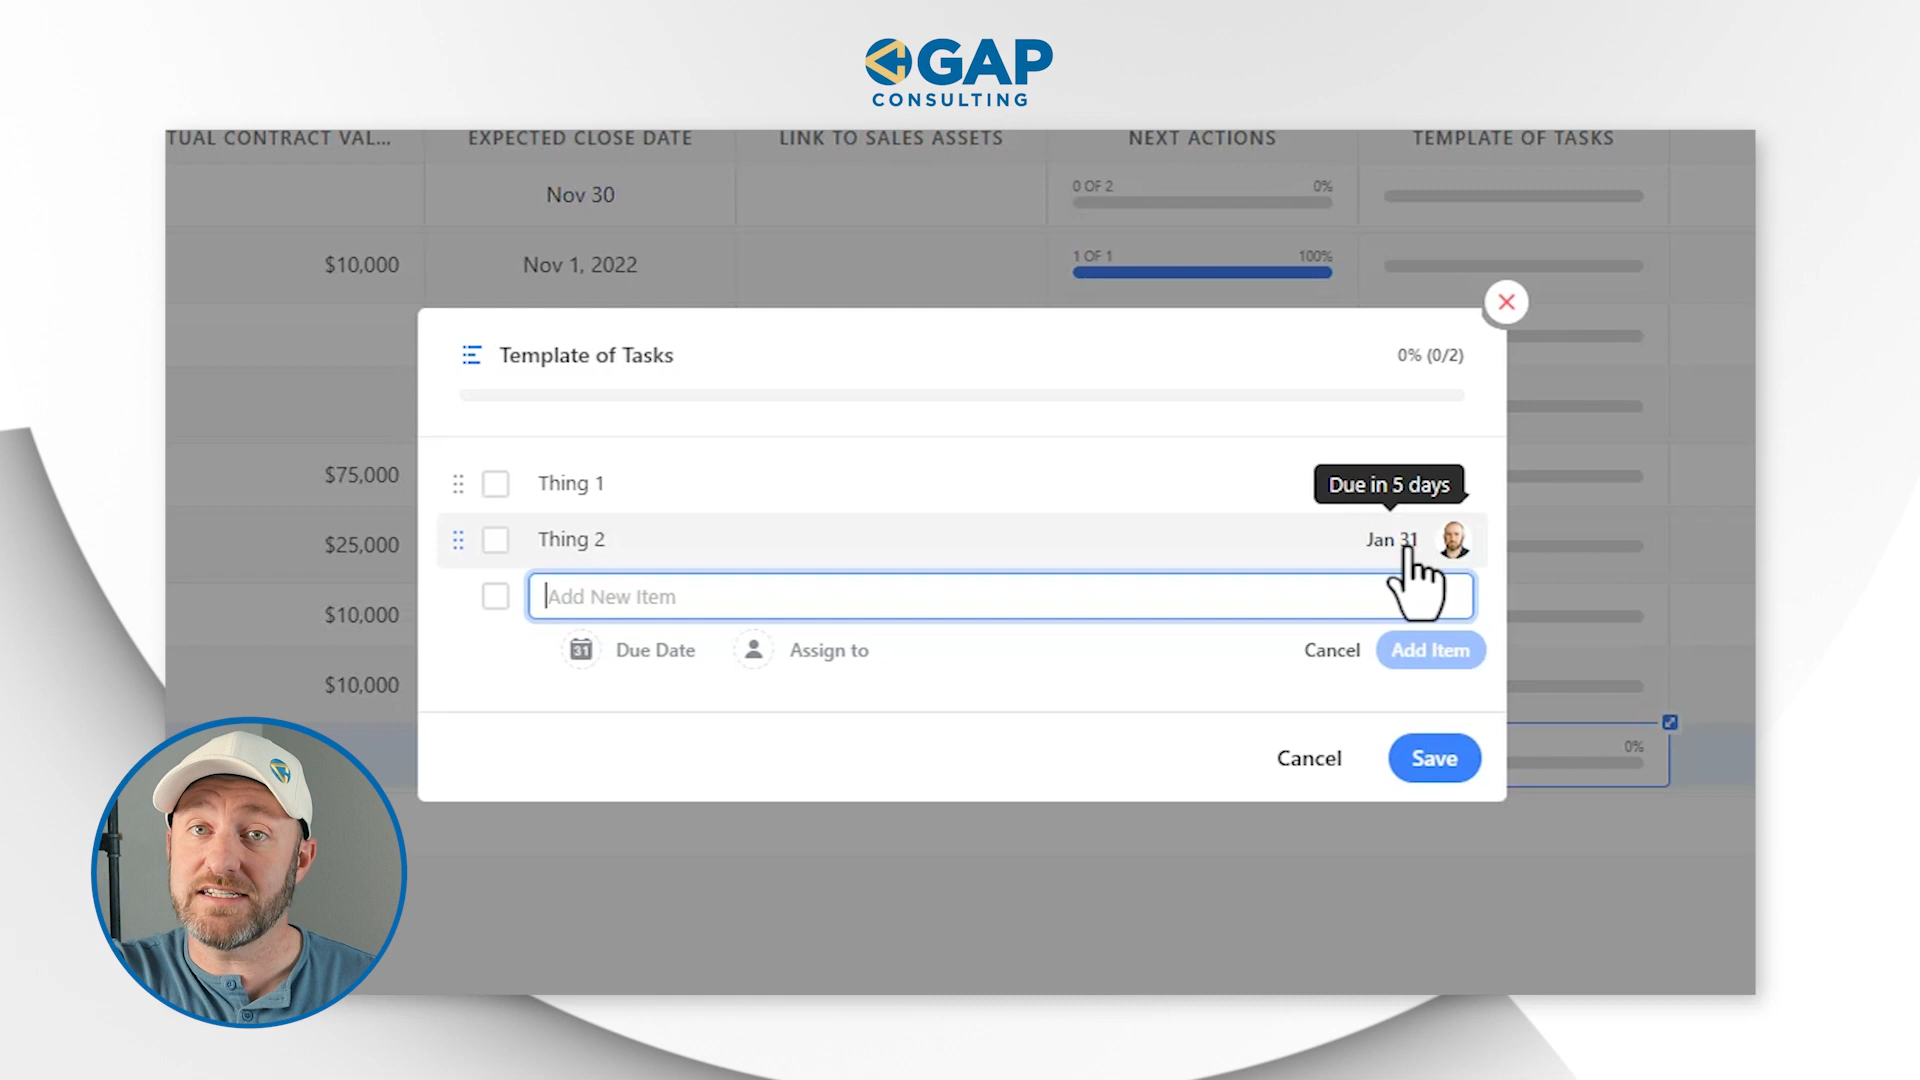 GAP
CONSULTING
TUAL CONTRACT VAL...
EXPECTED CLOSE DATE
LINK TO SALES ASSETS
NEXT ACTIONS
TEMPLATE OF TASKS
Nov 30
0 OF 2
0%
$10,000
Nov 1, 2022
1 OF 1
100%
Template of Tasks
0% (0/2)
$75,000
Thing 1
Due in 5 days
$25,000
Thing 2
Jan 31
$10,000
Add New Item
31
Due Date
Assign to
Cancel
Add Item
$10,000
Cancel
Save
0%